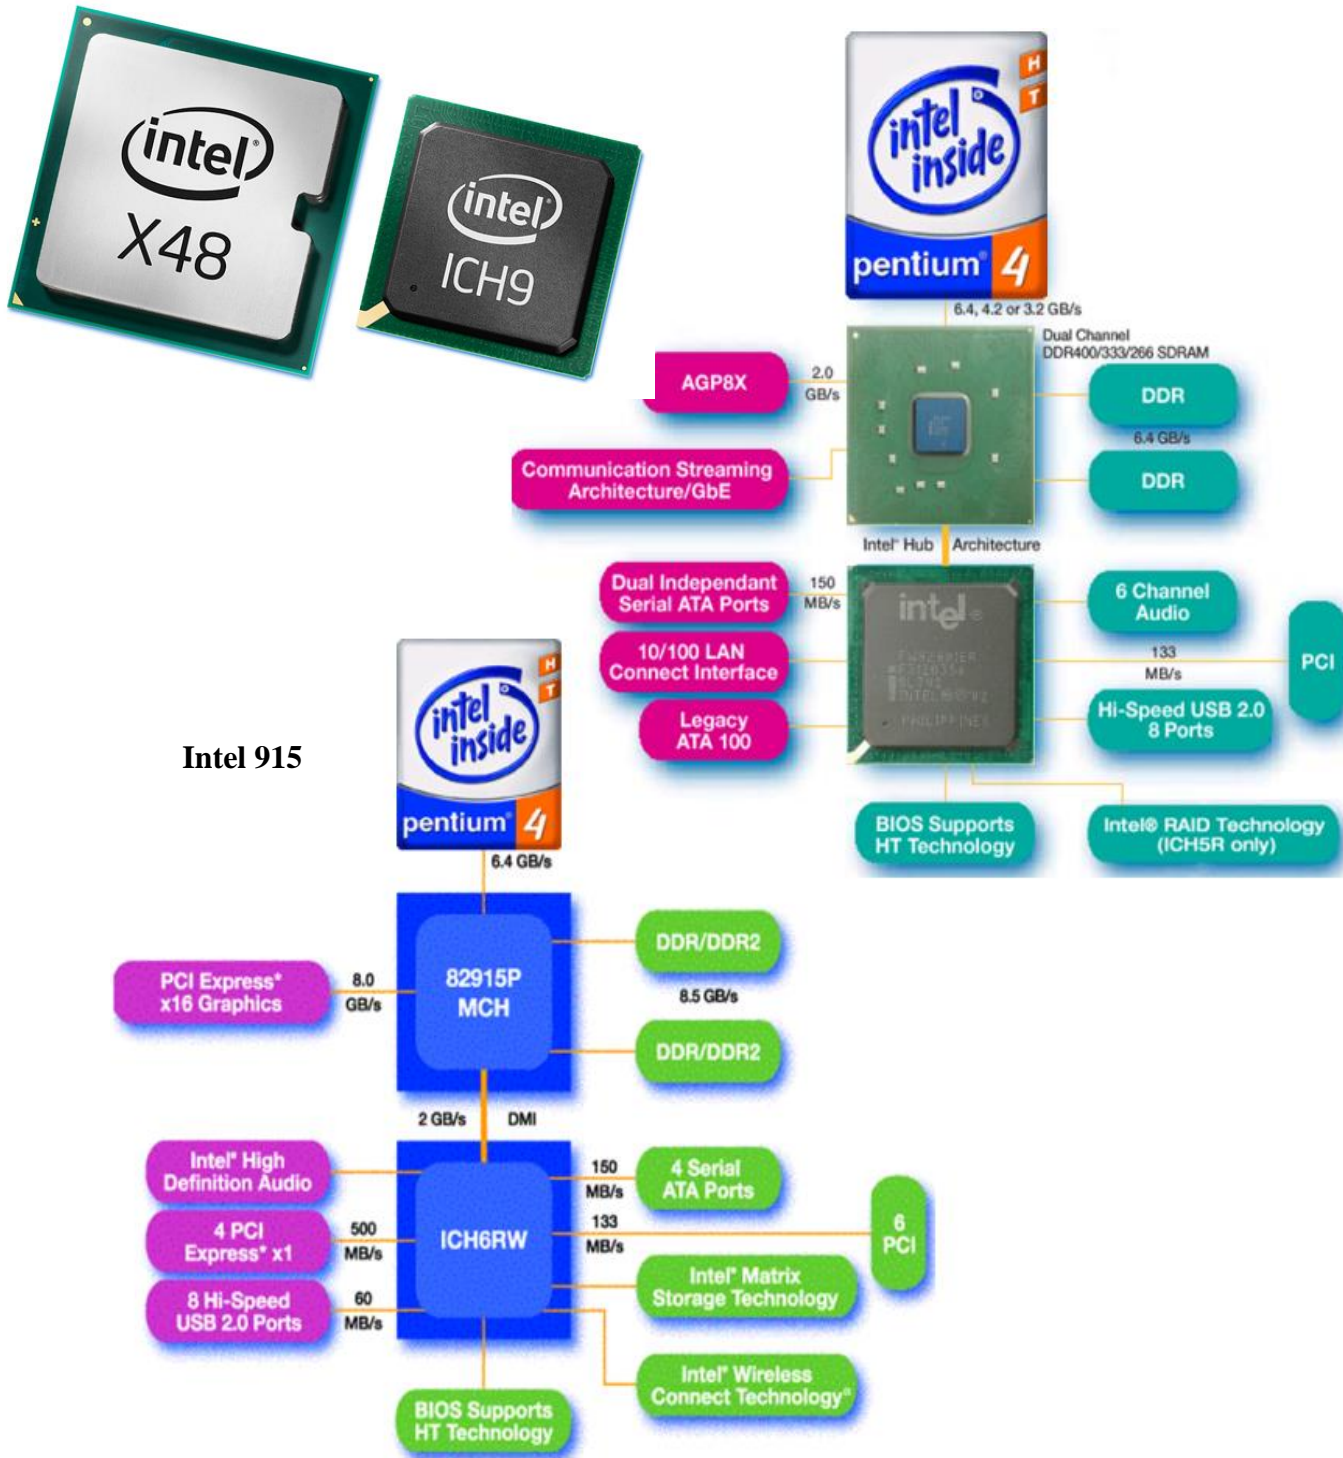 intel®
X48
intel®
ICH9
H
T
intel®
inside
pentium® 4
6.4, 4.2 or 3.2 GB/s
Dual Channel
DDR400/333/266 SDRAM
AGP8X
2.0
GB/s
DDR
6.4 GB/s
DDR
Communication Streaming
Architecture/GbE
Intel® Hub Architecture
Dual Independant
Serial ATA Ports
150
MB/s
intel®
PHILIPPINES
6 Channel
Audio
10/100 LAN
Connect Interface
133
MB/s
PCI
Legacy
ATA 100
Hi-Speed USB 2.0
8 Ports
BIOS Supports
HT Technology
Intel® RAID Technology
(ICH5R only)
Intel 915
H
T
intel®
inside
pentium® 4
6.4 GB/s
82915P
MCH
PCI Express*
x16 Graphics
8.0
GB/s
DDR/DDR2
8.5 GB/s
DDR/DDR2
2 GB/s DMI
ICH6RW
Intel® High
Definition Audio
150
MB/s
4 Serial
ATA Ports
4 PCI
Express* x1
500
MB/s
133
MB/s
6
PCI
8 Hi-Speed
USB 2.0 Ports
60
MB/s
Intel® Matrix
Storage Technology
Intel® Wireless
Connect Technology
BIOS Supports
HT Technology